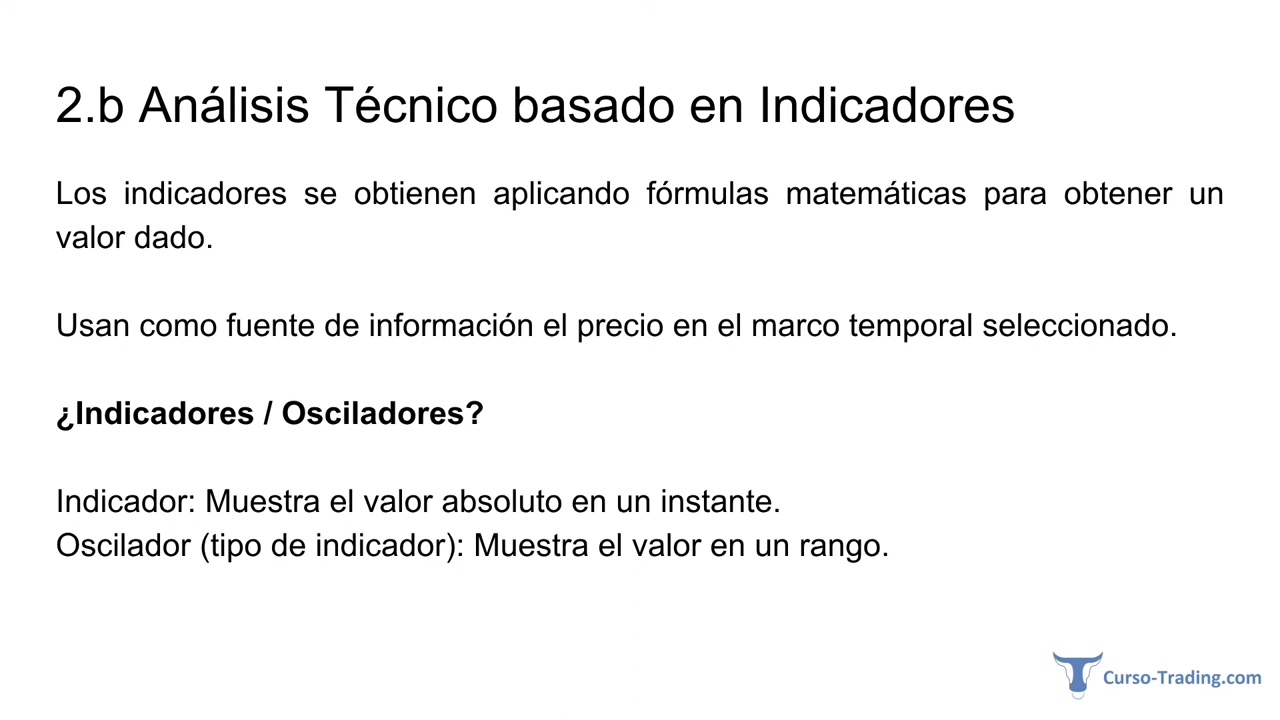 2.b Análisis Técnico basado en Indicadores
Los indicadores se obtienen aplicando fórmulas matemáticas para obtener un
valor dado.
Usan como fuente de información el precio en el marco temporal seleccionado.
¿Indicadores / Osciladores?
Indicador: Muestra el valor absoluto en un instante.
Oscilador (tipo de indicador): Muestra el valor en un rango.
Curso-Trading.com